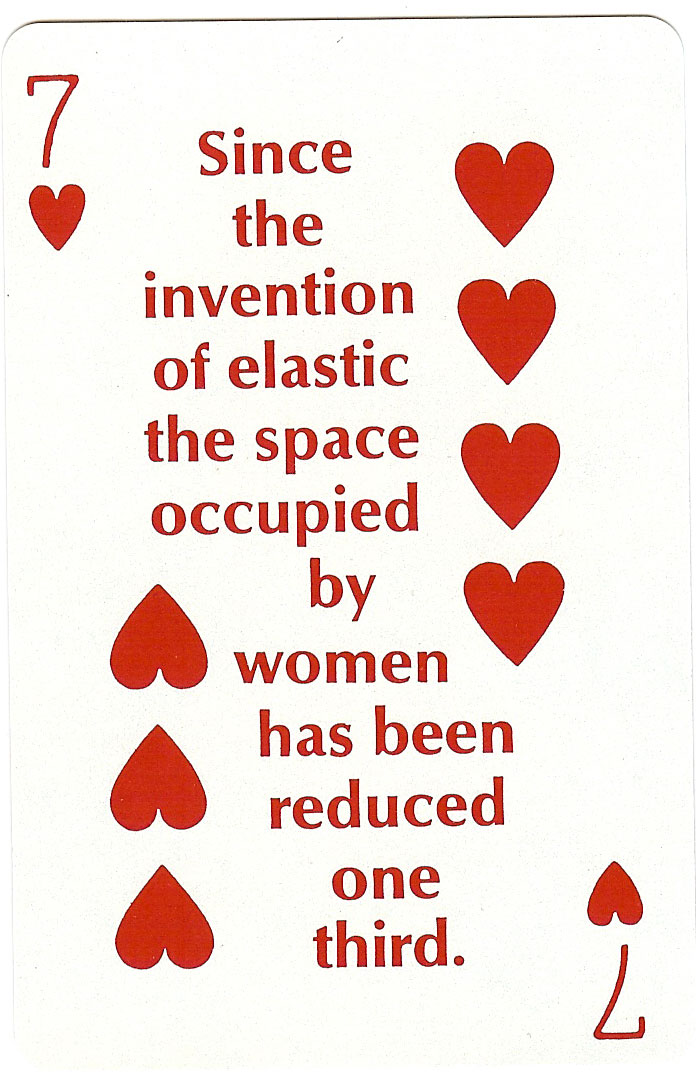 7
Since
the
invention
of elastic
the space
occupied
by
women
has been
reduced
one
third.
7